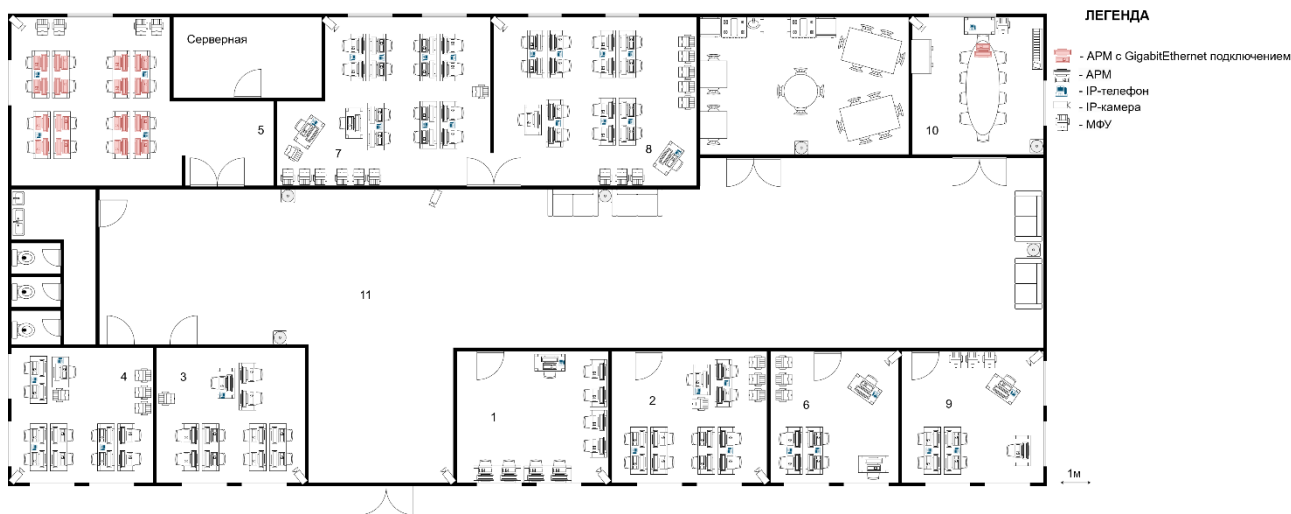 ЛЕГЕНДА
- АРМ с GigabitEthernet подключением
- АРМ
- IP-телефон
- IP-камера
- МФУ
Серверная
5
7
8
10
11
4
3
1
2
6
9
1м